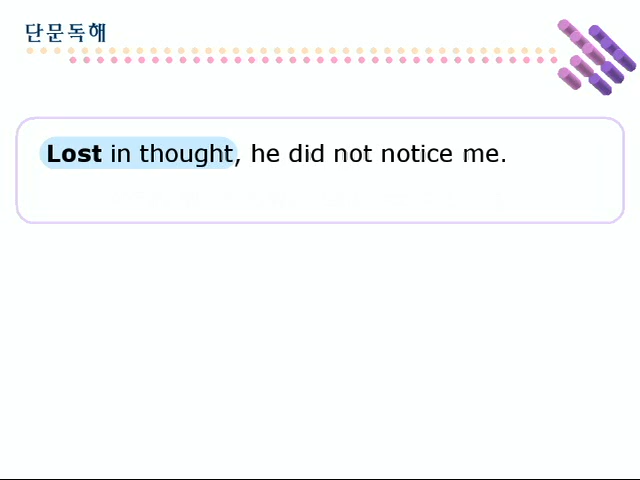 단문독해
Lost in thought, he did not notice me.